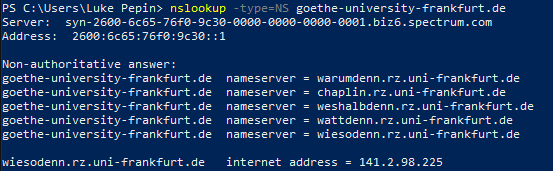 PS C:\Users\Luke Pepin> nslookup -type=NS goethe-university-frankfurt.de
Server:  syn-2600-6c65-76f0-9c30-0000-0000-0000-0001.biz6.spectrum.com
Address:  2600:6c65:76f0:9c30::1
Non-authoritative answer:
goethe-university-frankfurt.de  nameserver = warumdenn.rz.uni-frankfurt.de
goethe-university-frankfurt.de  nameserver = chaplin.rz.uni-frankfurt.de
goethe-university-frankfurt.de  nameserver = weshalbdenn.rz.uni-frankfurt.de
goethe-university-frankfurt.de  nameserver = wattdenn.rz.uni-frankfurt.de
goethe-university-frankfurt.de  nameserver = wiesodenn.rz.uni-frankfurt.de
wiesodenn.rz.uni-frankfurt.de   internet address = 141.2.98.225